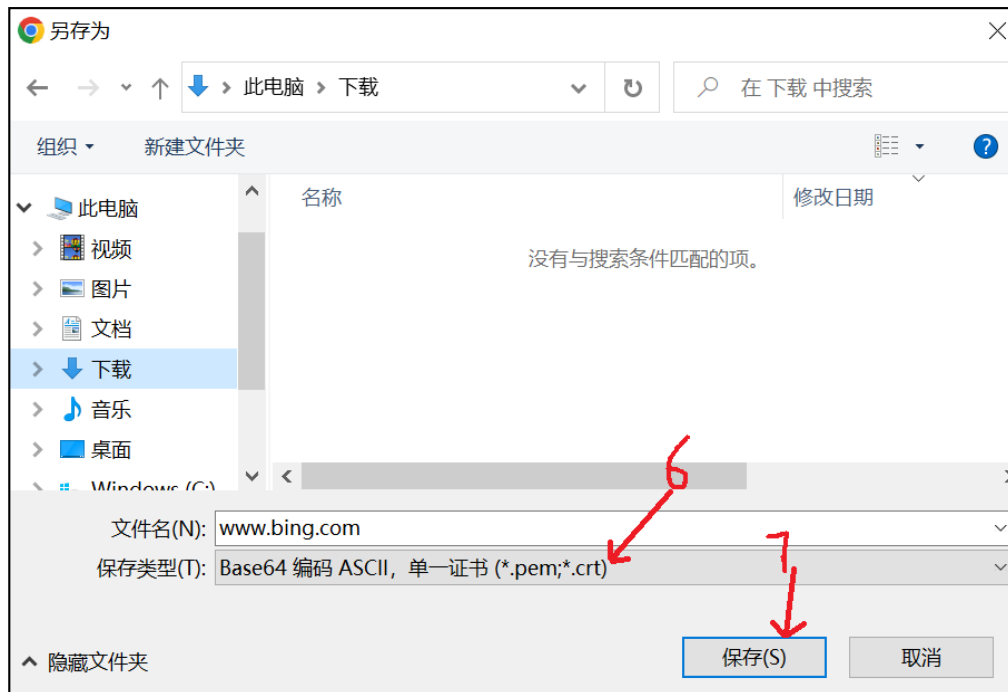 另存为
此电脑 下载
在 下载 中搜索
组织 新建文件夹 ?
名称 修改日期
此电脑
没有与搜索条件匹配的项。
视频
图片
文档
下载
音乐
桌面
Windows (C:)
6
文件名(N): www.bing.com
7
保存类型(T): Base64 编码 ASCII，单一证书 (*.pem;*.crt)
隐藏文件夹 保存(S) 取消